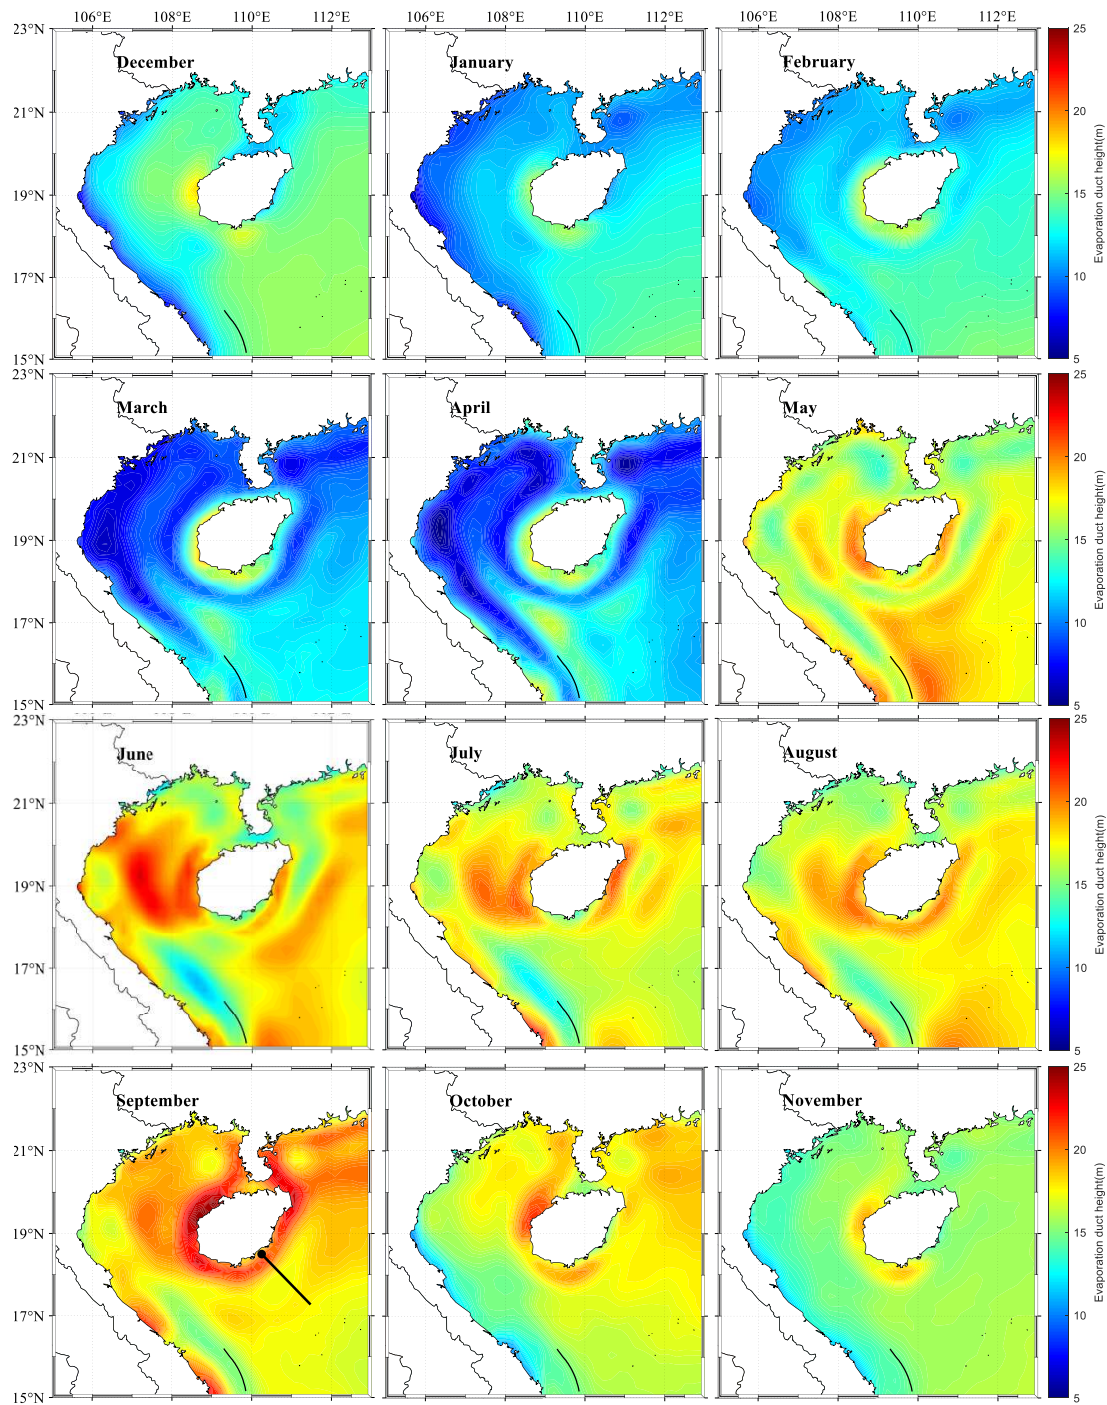 106°E 108°E 110°E 112°E 106°E 108°E 110°E 112°E 106°E 108°E 110°E 112°E
23°N 25
December January February
21°N 20
19°N 15
17°N 10
15°N 5
Evaporation duct height(m)
23°N 25
March April May
21°N 20
19°N 15
17°N 10
15°N 5
Evaporation duct height(m)
23°N 25
June July August
21°N 20
19°N 15
17°N 10
15°N 5
Evaporation duct height(m)
23°N 25
September October November
21°N 20
19°N 15
17°N 10
15°N 5
Evaporation duct height(m)